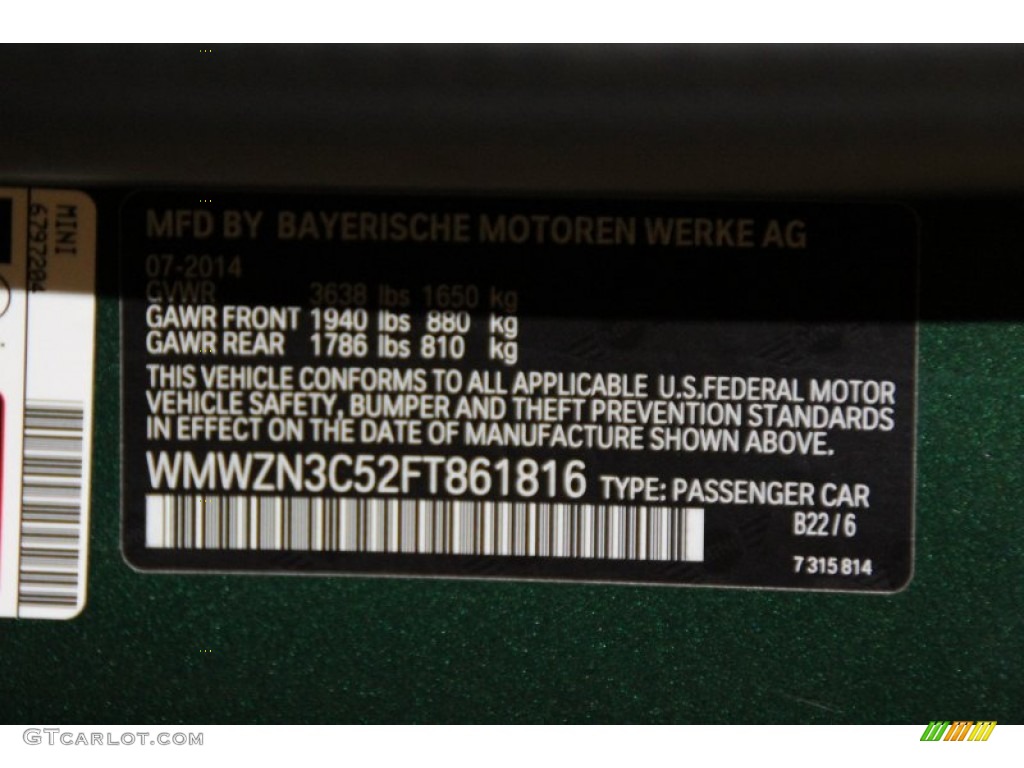 MINI
6797204
MFD BY BAYERISCHE MOTOREN WERKE AG
07-2014
GVWR 3638 lbs 1650 kg
GAWR FRONT 1940 lbs 880 kg
GAWR REAR 1786 lbs 810 kg
THIS VEHICLE CONFORMS TO ALL APPLICABLE U.S.FEDERAL MOTOR
VEHICLE SAFETY, BUMPER AND THEFT PREVENTION STANDARDS
IN EFFECT ON THE DATE OF MANUFACTURE SHOWN ABOVE.
WMWZN3C52FT861816 TYPE: PASSENGER CAR
B22/6
7 315 814
GTCARLOT.COM